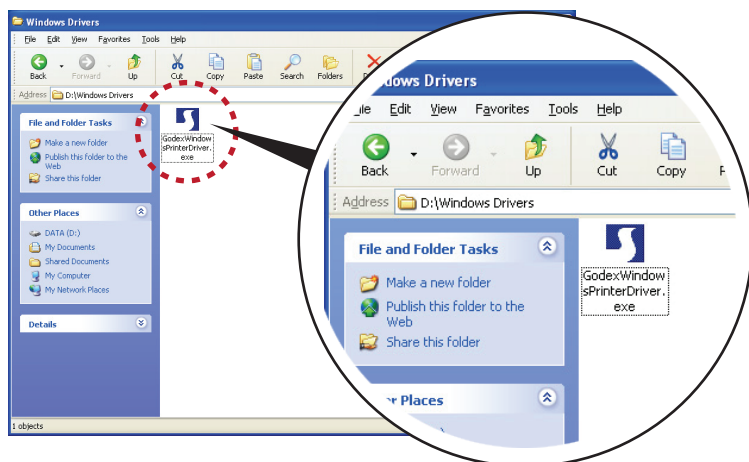 Windows Drivers
File Edit View Favorites Tools Help
Back Forward Up Cut Copy Paste Search Folders
Address D:\Windows Drivers
File and Folder Tasks
Make a new folder
Publish this folder to the
Web
Share this folder
Other Places
DATA (D:)
My Documents
Shared Documents
My Computer
My Network Places
Details
GodexWindow
sPrinterDriver.
exe
1 objects
Drivers
Edit View Favorites Tools Help
Back Forward Up Cut Copy
Address D:\Windows Drivers
File and Folder Tasks
Make a new folder
Publish this folder to the
Web
Share this folder
Places
GodexWindow
sPrinterDriver.
exe